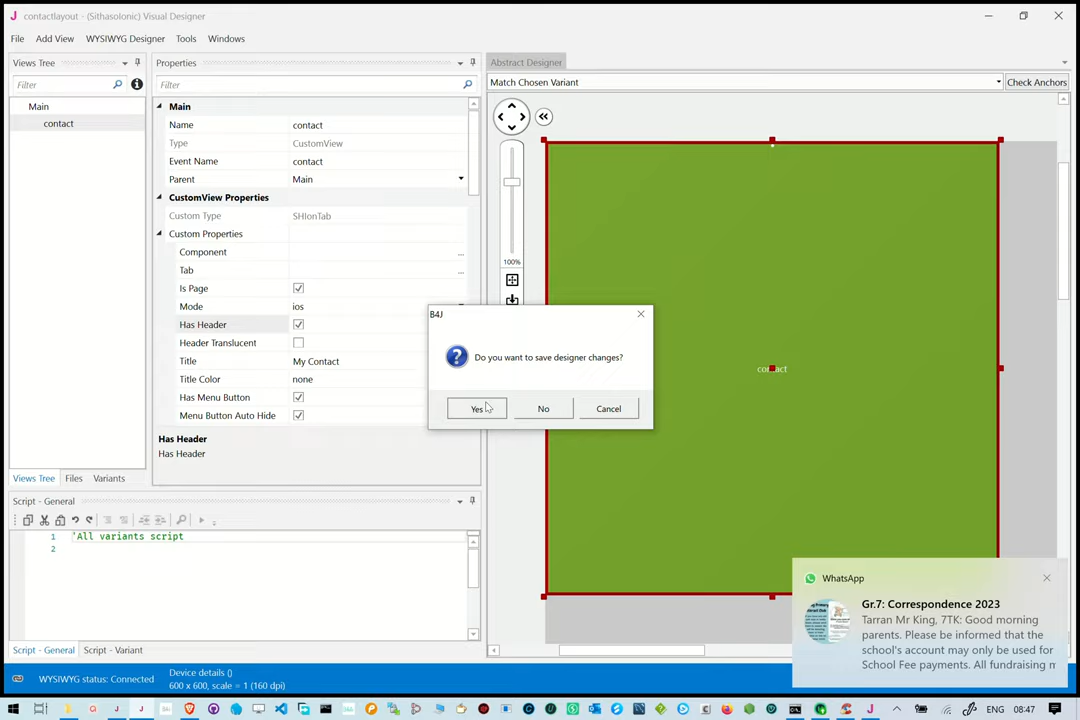 contactlayout - (SithasoIonic) Visual Designer
File Add View WYSIWYG Designer Tools Windows
Views Tree
Filter
Main
contact
Views Tree Files Variants
Properties
Filter
Main
Name contact
Type CustomView
Event Name contact
Parent Main
CustomView Properties
Custom Type SHIonTab
Custom Properties
Component ...
Tab ...
Is Page
Mode ios
Has Header
Header Translucent
Title My Contact
Title Color none
Has Menu Button
Menu Button Auto Hide
Has Header
Has Header
Abstract Designer
Match Chosen Variant Check Anchors
100%
contact
B4J
Do you want to save designer changes?
Yes No Cancel
Script - General
1 'All variants script
2
Script - General Script - Variant
WYSIWYG status: Connected
Device details ()
600 x 600, scale = 1 (160 dpi)
WhatsApp
Gr.7: Correspondence 2023
Tarran Mr King, 7TK: Good morning
parents. Please be informed that the
school's account may only be used for
School Fee payments. All fundraising m
ENG 08:47